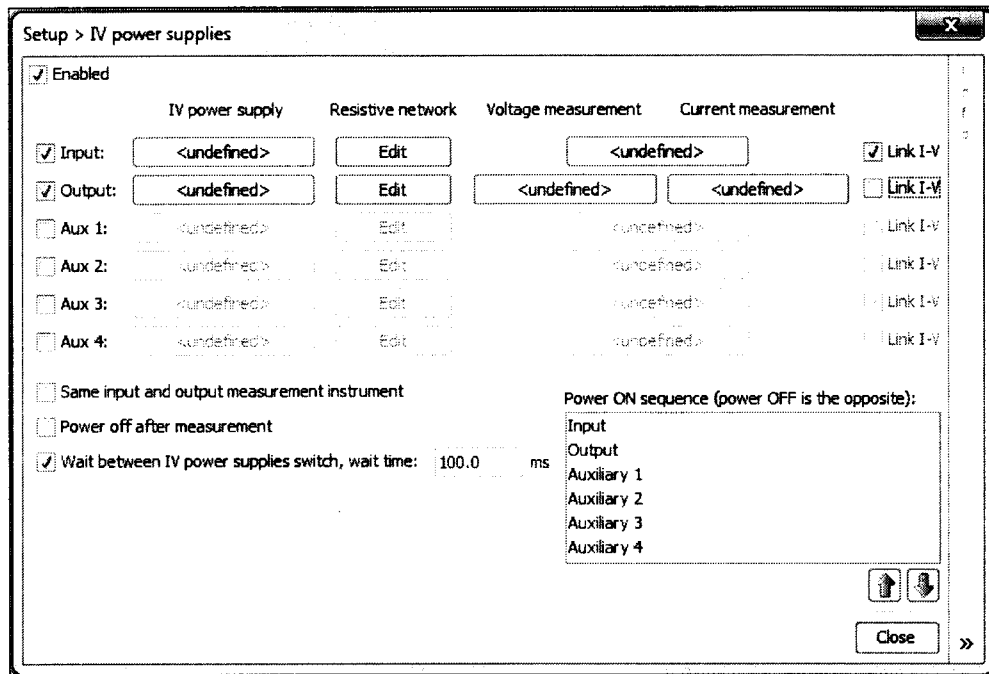 Setup > IV power supplies
Enabled
IV power supply Resistive network Voltage measurement Current measurement
Input: <undefined> Edit <undefined> Link I-V
Output: <undefined> Edit <undefined> <undefined> Link I-V
Aux 1: <undefined> Edit <undefined> Link I-V
Aux 2: <undefined> Edit <undefined> Link I-V
Aux 3: <undefined> Edit <undefined> Link I-V
Aux 4: <undefined> Edit <undefined> Link I-V
Same input and output measurement instrument
Power off after measurement
Wait between IV power supplies switch, wait time: 100.0 ms
Power ON sequence (power OFF is the opposite):
Input
Output
Auxiliary 1
Auxiliary 2
Auxiliary 3
Auxiliary 4
Close »